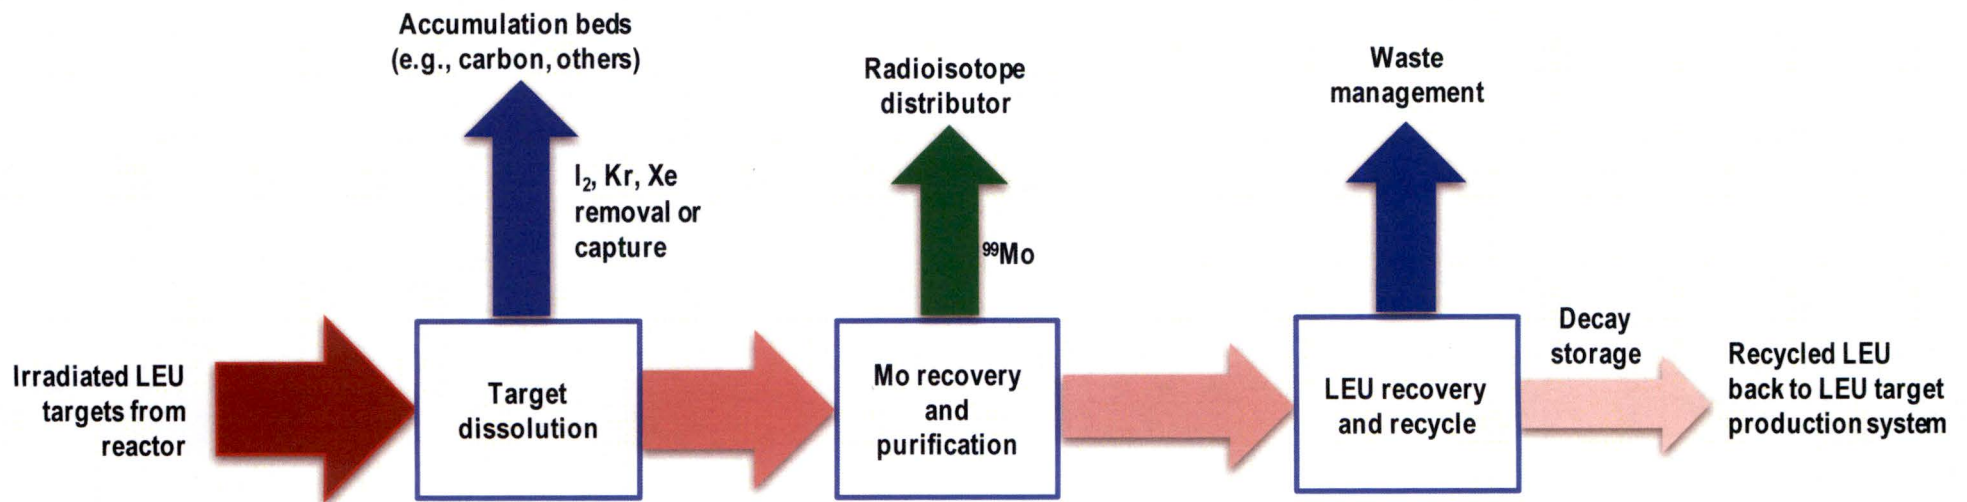 Accumulation beds
(e.g., carbon, others)
I₂, Kr, Xe
removal or
capture
Radioisotope
distributor
⁹⁹Mo
Waste
management
Irradiated LEU
targets from
reactor
Target
dissolution
Mo recovery
and
purification
LEU recovery
and recycle
Decay
storage
Recycled LEU
back to LEU target
production system